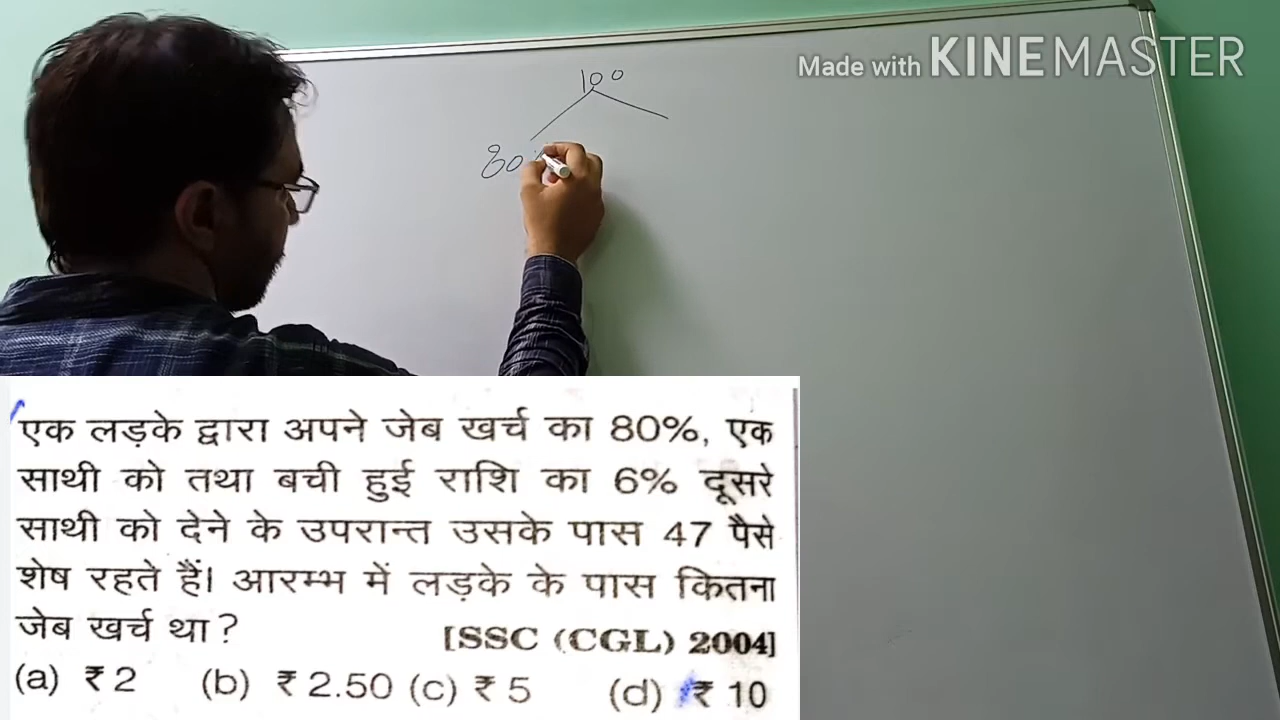 Made with KINEMASTER
100
80
एक लड़के द्वारा अपने जेब खर्च का 80%, एक
साथी को तथा बची हुई राशि का 6% दूसरे
साथी को देने के उपरान्त उसके पास 47 पैसे
शेष रहते हैं। आरम्भ में लड़के के पास कितना
जेब खर्च था ?
[SSC (CGL) 2004]
(a) ₹ 2 (b) ₹ 2.50 (c) ₹ 5 (d) ₹ 10